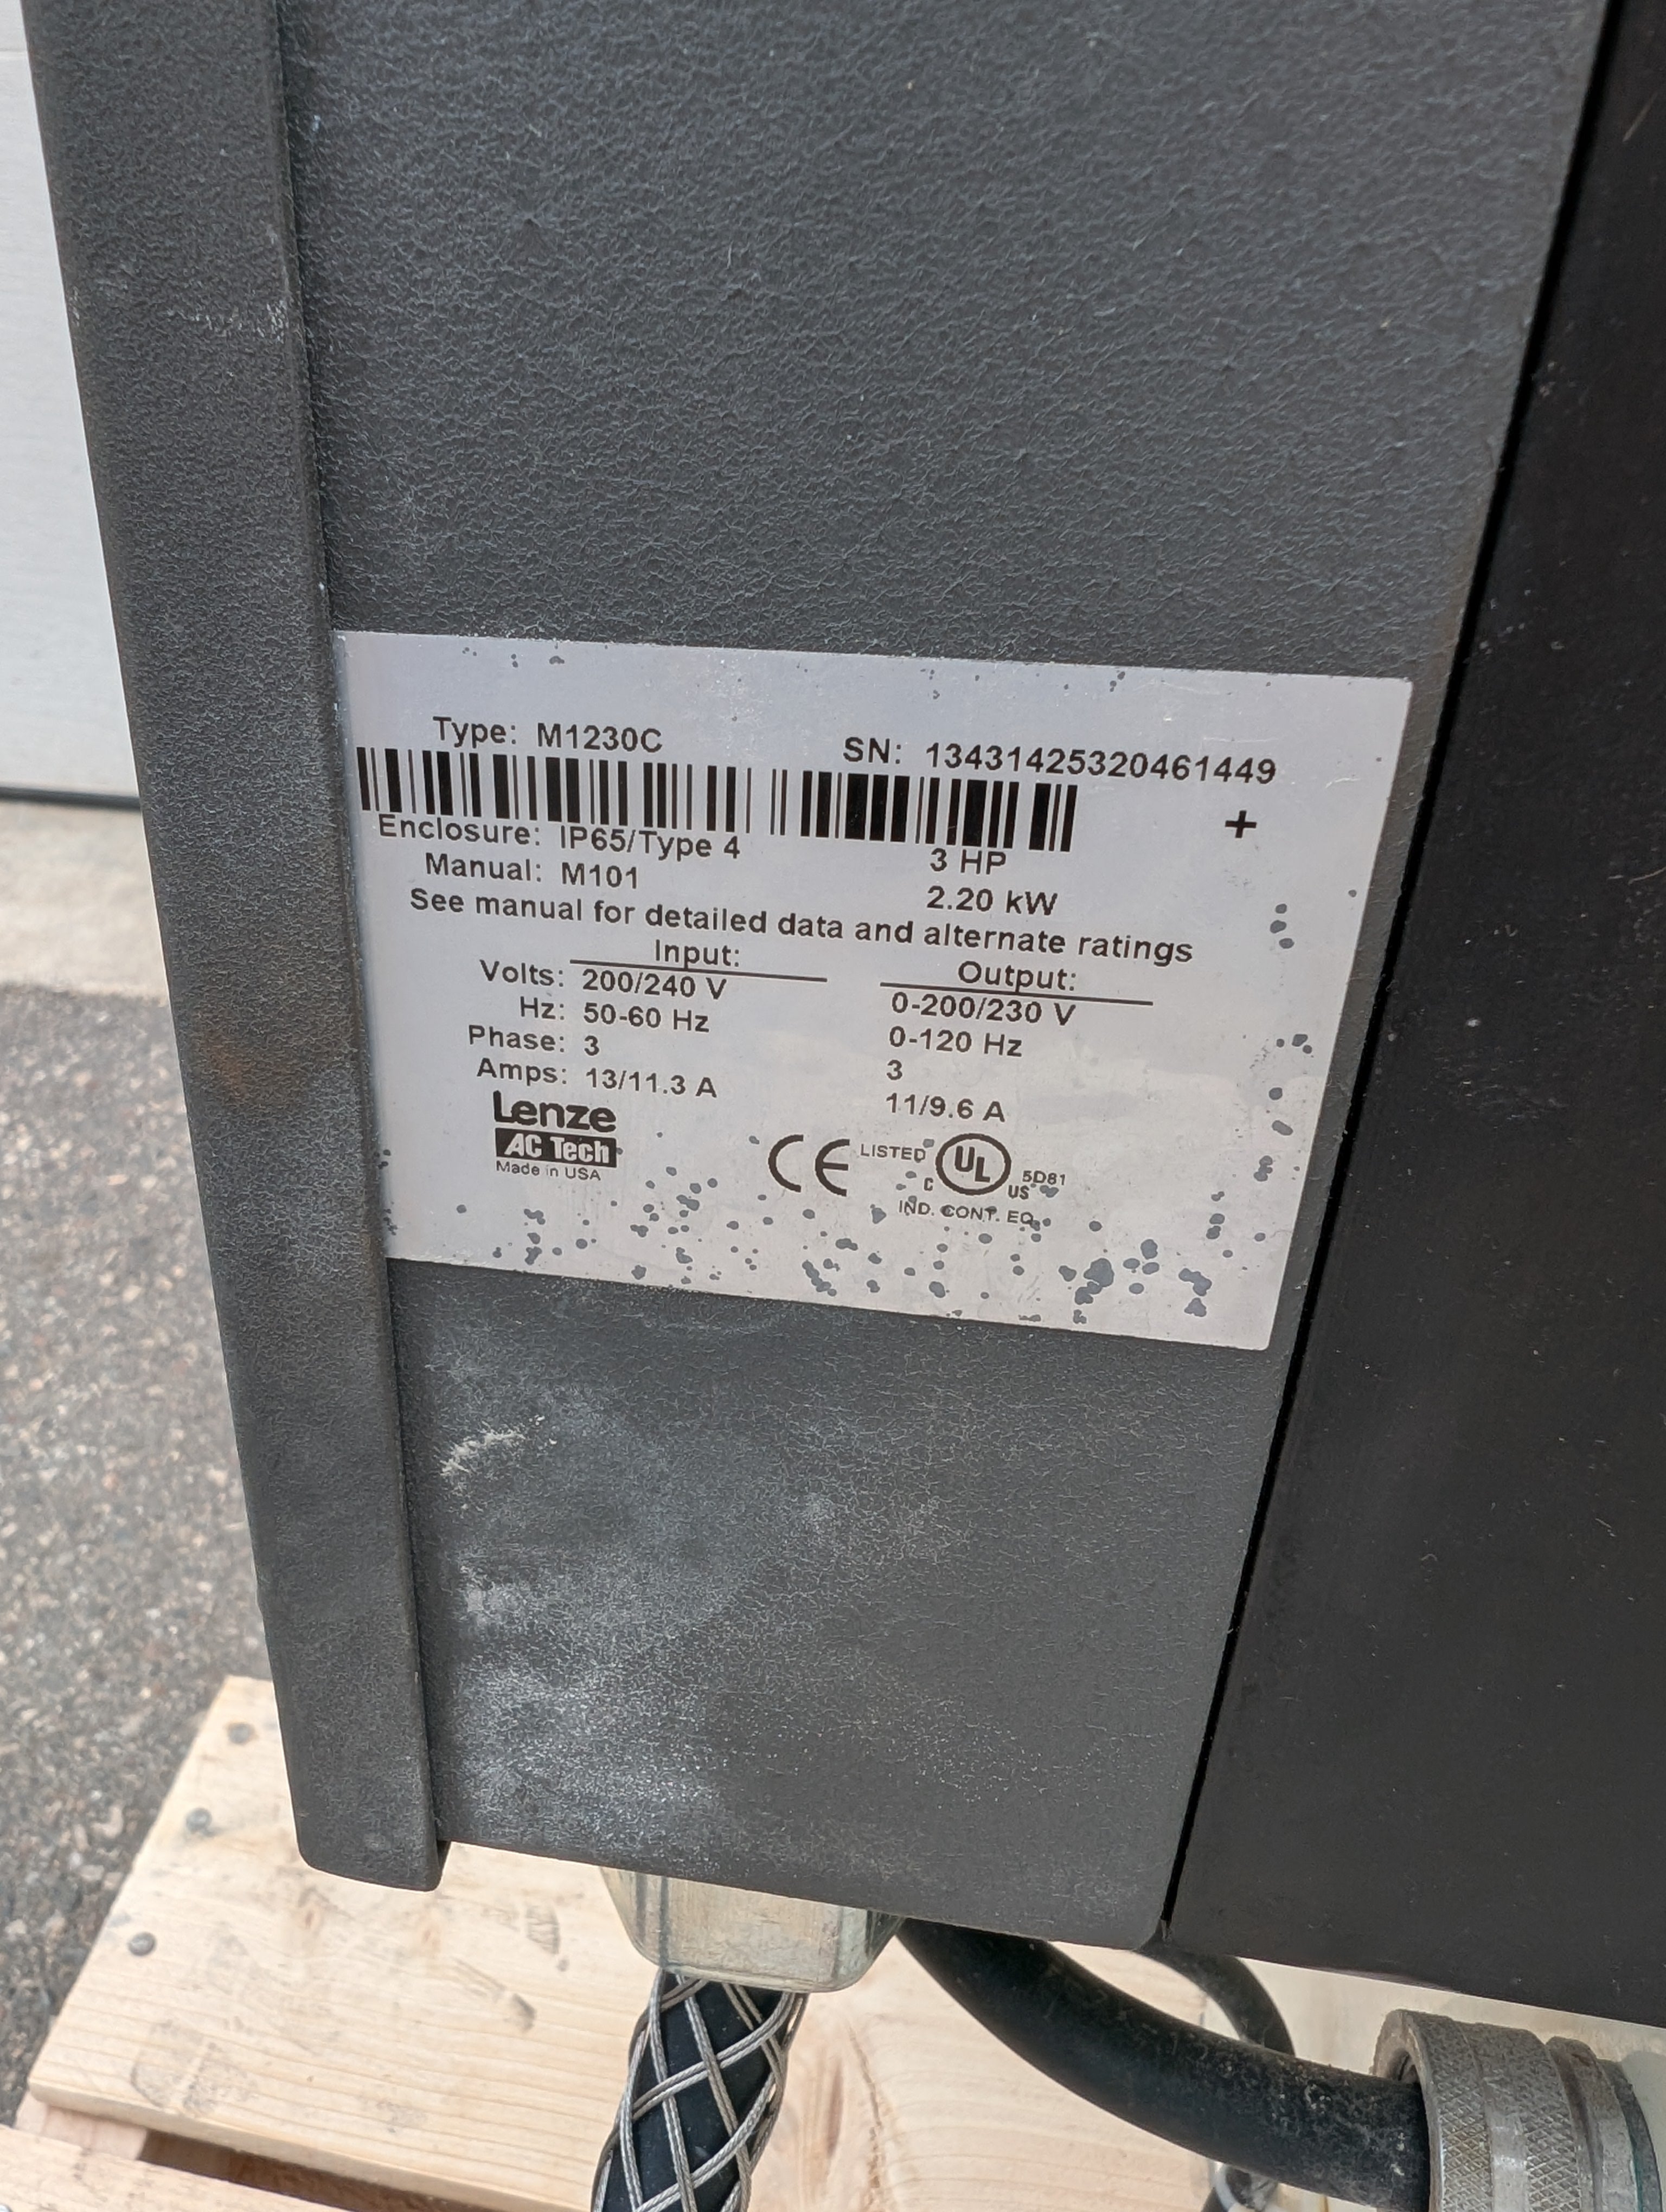 Type: M1230C SN: 13431425320461449
+
Enclosure: IP65/Type 4 3 HP
Manual: M101 2.20 kW
See manual for detailed data and alternate ratings
Input: Output:
Volts: 200/240 V 0-200/230 V
Hz: 50-60 Hz 0-120 Hz
Phase: 3 3
Amps: 13/11.3 A 11/9.6 A
Lenze
AC Tech
Made in USA
CE LISTED UL 5D81
C US
IND. CONT. EQ.